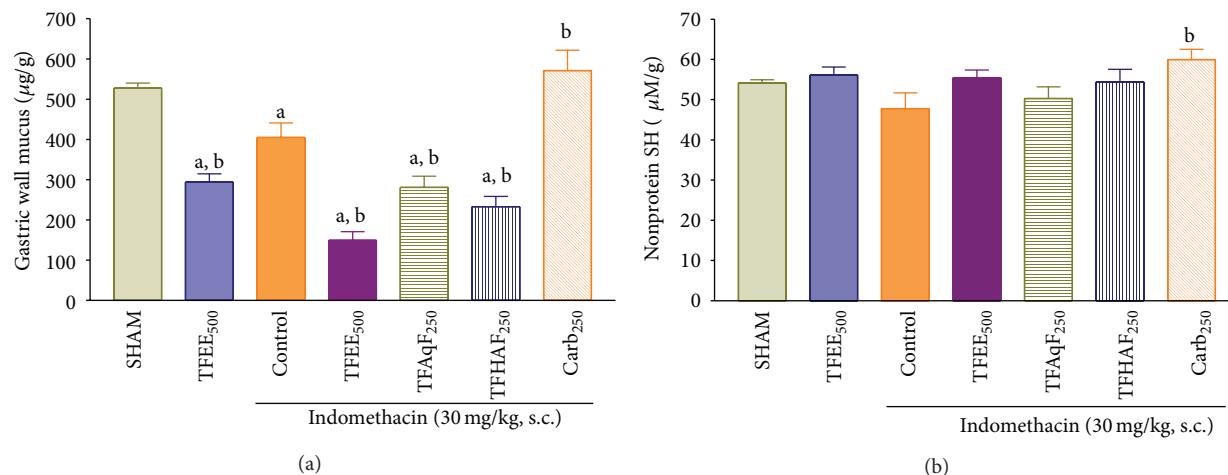 700
600
500
400
300
200
100
0
Gastric wall mucus (μg/g)
a
a, b
a, b
a, b
a, b
b
SHAM
TFEE500
Control
TFEE500
TFAqF250
TFHAF250
Carb250
Indomethacin (30 mg/kg, s.c.)
(a)
70
60
50
40
30
20
10
0
Nonprotein SH ( μM/g)
b
SHAM
TFEE500
Control
TFEE500
TFAqF250
TFHAF250
Carb250
Indomethacin (30 mg/kg, s.c.)
(b)